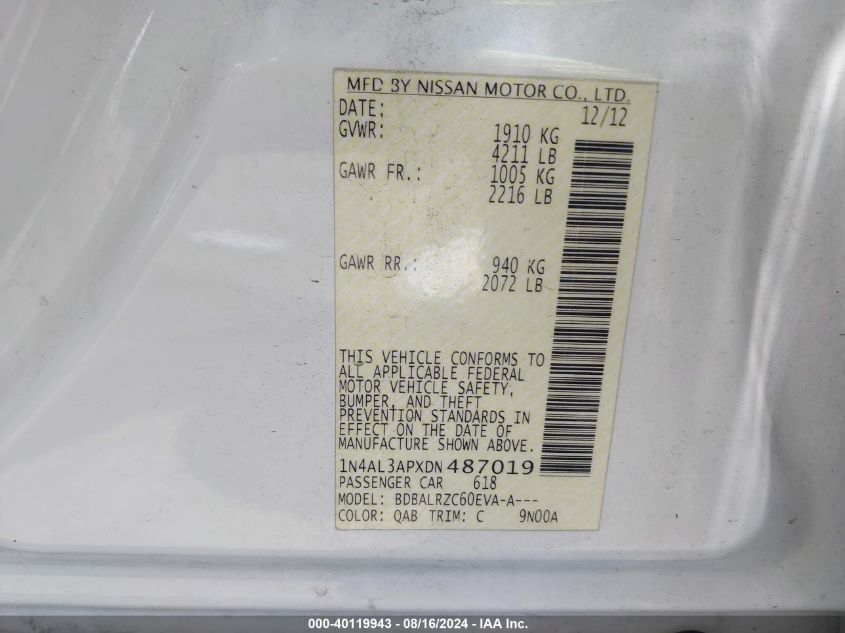 MFD BY NISSAN MOTOR CO., LTD.
DATE: 12/12
GVWR: 1910 KG
4211 LB
GAWR FR.: 1005 KG
2216 LB
GAWR RR.: 940 KG
2072 LB
THIS VEHICLE CONFORMS TO
ALL APPLICABLE FEDERAL
MOTOR VEHICLE SAFETY,
BUMPER, AND THEFT
PREVENTION STANDARDS IN
EFFECT ON THE DATE OF
MANUFACTURE SHOWN ABOVE.
1N4AL3APXDN487019
PASSENGER CAR 618
MODEL: BDBALRZC60EVA-A---
COLOR: QAB TRIM: C 9N00A
000-40119943 - 08/16/2024 - IAA Inc.